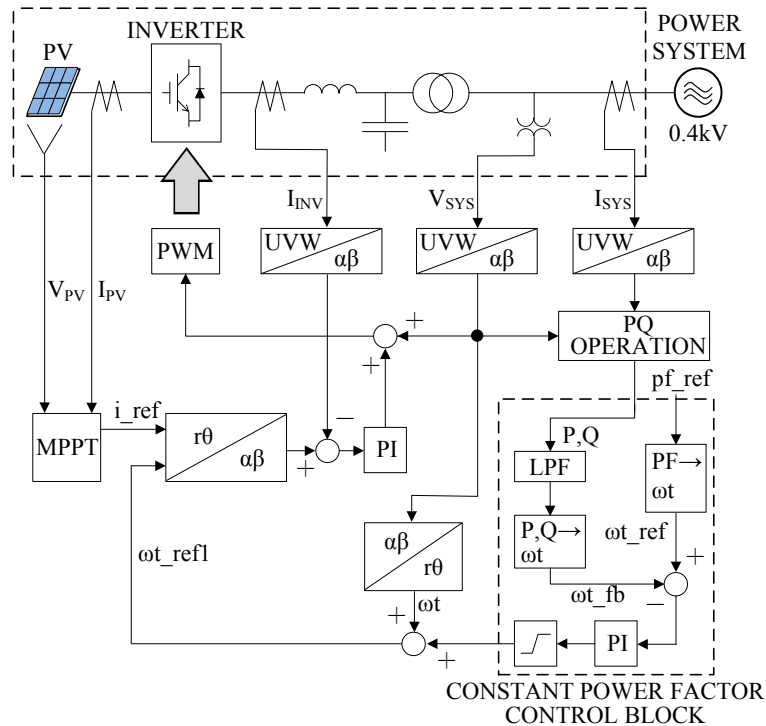 INVERTER
POWER
SYSTEM
PV
0.4kV
I_INV
V_SYS
I_SYS
PWM
UVW
αβ
UVW
αβ
UVW
αβ
V_PV
I_PV
+
+
+
PQ
OPERATION
pf_ref
i_ref
MPPT
rθ
αβ
−
+
PI
P,Q
LPF
PF→
ωt
αβ
rθ
P,Q→
ωt
ωt_ref
ωt_ref1
+
ωt_fb
−
ωt
+
+
PI
CONSTANT POWER FACTOR
CONTROL BLOCK